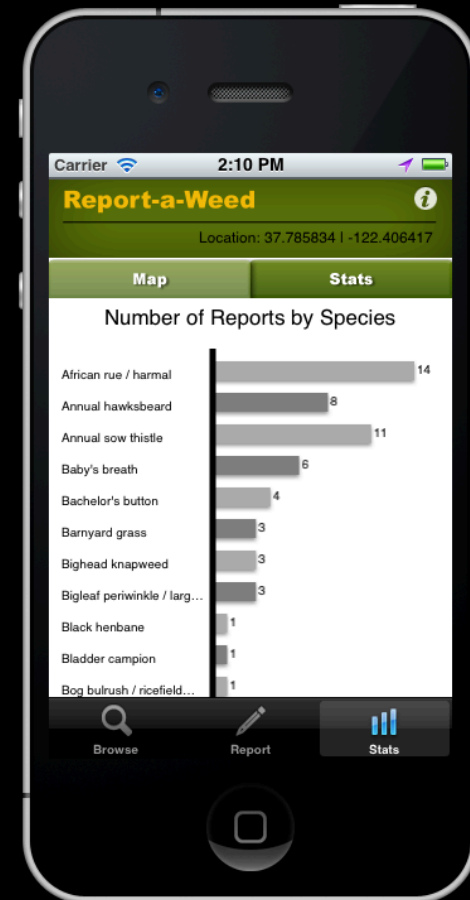 Carrier 2:10 PM
Report-a-Weed
Location: 37.785834 | -122.406417
Map Stats
Number of Reports by Species
African rue / harmal 14
Annual hawksbeard 8
Annual sow thistle 11
Baby's breath 6
Bachelor's button 4
Barnyard grass 3
Bighead knapweed 3
Bigleaf periwinkle / larg... 3
Black henbane 1
Bladder campion 1
Bog bulrush / ricefield... 1
Browse Report Stats